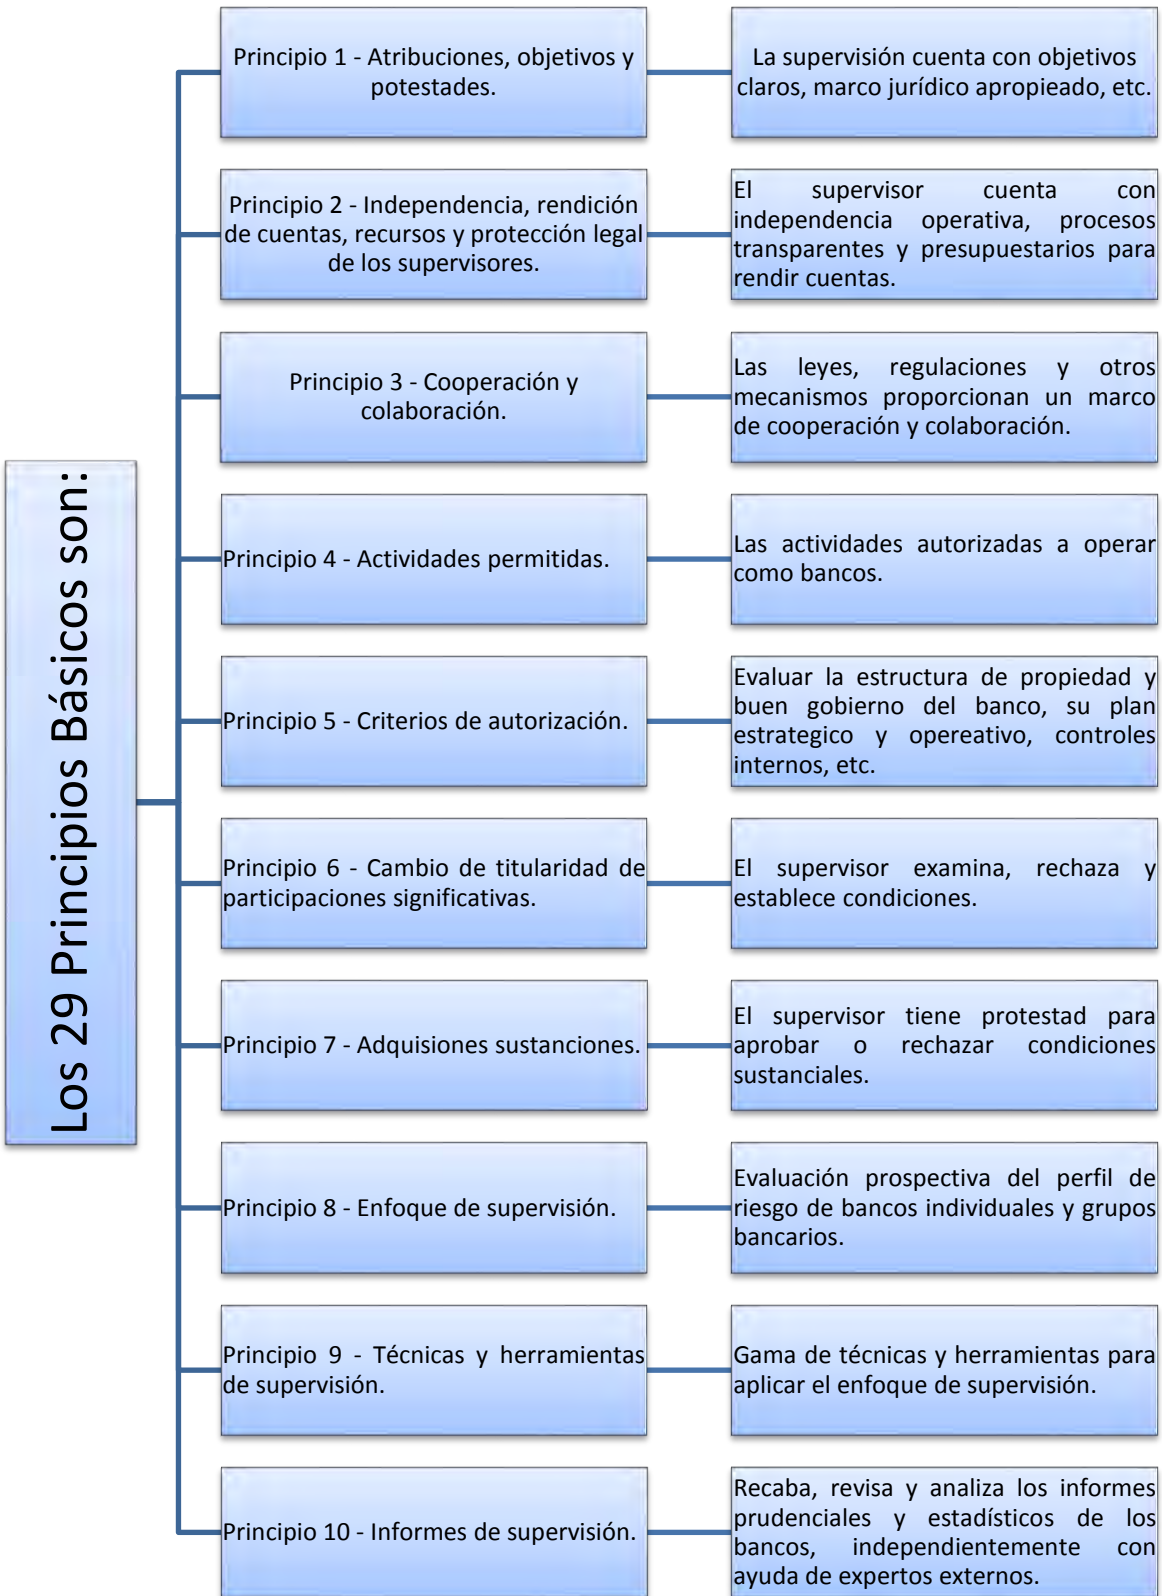 Los 29 Principios Básicos son:
Principio 1 - Atribuciones, objetivos y
potestades.
La supervisión cuenta con objetivos
claros, marco jurídico apropieado, etc.
Principio 2 - Independencia, rendición
de cuentas, recursos y protección legal
de los supervisores.
El supervisor cuenta con
independencia operativa, procesos
transparentes y presupuestarios para
rendir cuentas.
Principio 3 - Cooperación y
colaboración.
Las leyes, regulaciones y otros
mecanismos proporcionan un marco
de cooperación y colaboración.
Principio 4 - Actividades permitidas.
Las actividades autorizadas a operar
como bancos.
Principio 5 - Criterios de autorización.
Evaluar la estructura de propiedad y
buen gobierno del banco, su plan
estrategico y opereativo, controles
internos, etc.
Principio 6 - Cambio de titularidad de
participaciones significativas.
El supervisor examina, rechaza y
establece condiciones.
Principio 7 - Adquisiones sustanciones.
El supervisor tiene protestad para
aprobar o rechazar condiciones
sustanciales.
Principio 8 - Enfoque de supervisión.
Evaluación prospectiva del perfil de
riesgo de bancos individuales y grupos
bancarios.
Principio 9 - Técnicas y herramientas
de supervisión.
Gama de técnicas y herramientas para
aplicar el enfoque de supervisión.
Principio 10 - Informes de supervisión.
Recaba, revisa y analiza los informes
prudenciales y estadísticos de los
bancos, independientemente con
ayuda de expertos externos.